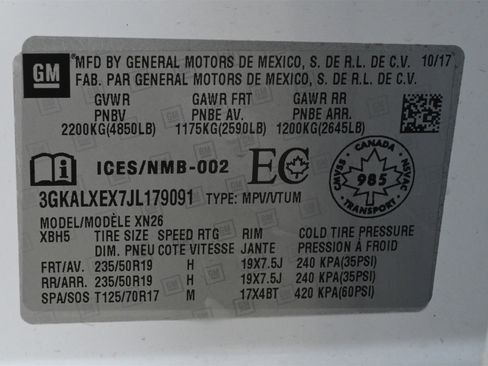 GM
MFD BY GENERAL MOTORS DE MEXICO, S DE R.L. DE C.V. 10/17
FAB. PAR GENERAL MOTORS DE MEXICO, S DE R.L. DE C.V.
GVWR GAWR FRT GAWR RR
PNBV PNBE AV. PNBE ARR.
2200KG(4850LB) 1175KG(2590LB) 1200KG(2645LB)
ICES/NMB-002 EC
CANADA
CMVSS 985 NSVAC
TRANSPORT
3GKALXEX7JL179091 TYPE: MPV/VTUM
MODEL/MODÈLE XN26
XBH5 TIRE SIZE SPEED RTG RIM COLD TIRE PRESSURE
DIM. PNEU COTE VITESSE JANTE PRESSION À FROID
FRT/AV. 235/50R19 H 19X7.5J 240 KPA(35PSI)
RR/ARR. 235/50R19 H 19X7.5J 240 KPA(35PSI)
SPA/SOS T125/70R17 M 17X4BT 420 KPA(60PSI)